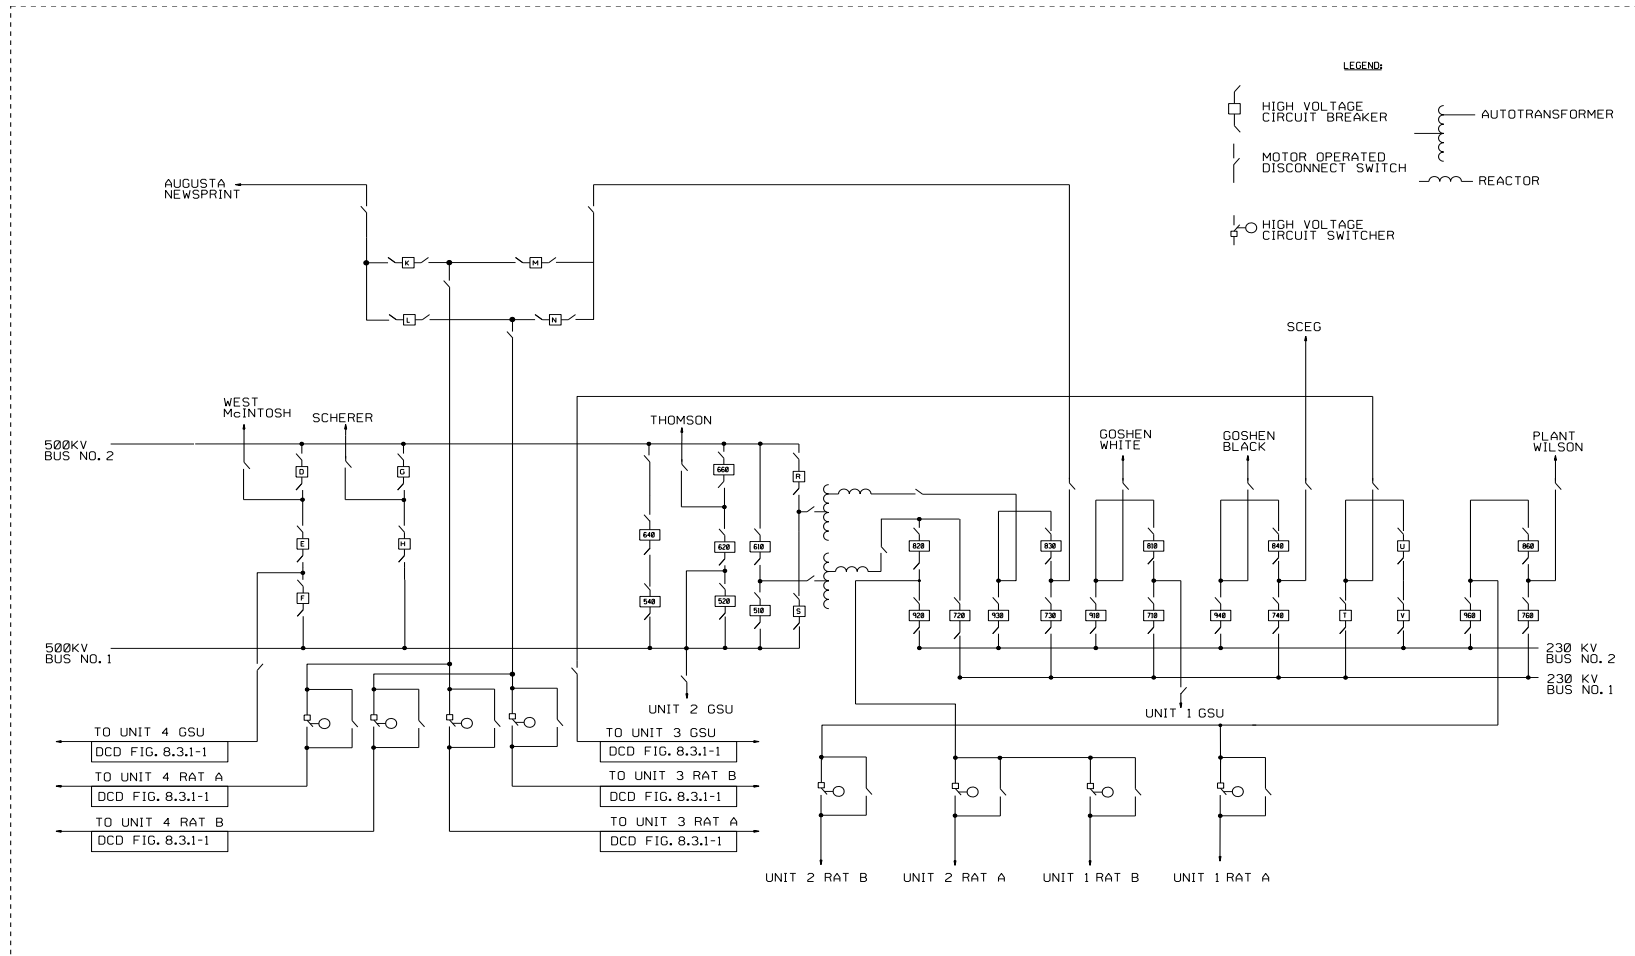 LEGEND:
HIGH VOLTAGE
CIRCUIT BREAKER
AUTOTRANSFORMER
MOTOR OPERATED
DISCONNECT SWITCH
REACTOR
HIGH VOLTAGE
CIRCUIT SWITCHER
AUGUSTA
NEWSPRINT
K
M
L
N
SCEG
WEST
McINTOSH
SCHERER
THOMSON
GOSHEN
WHITE
GOSHEN
BLACK
PLANT
WILSON
500KV
BUS NO. 2
D
G
660
R
640
620
610
E
H
820
830
810
840
U
860
F
540
520
510
S
920
720
930
730
910
710
940
740
T
V
960
760
500KV
BUS NO. 1
230 KV
BUS NO. 2
230 KV
BUS NO. 1
UNIT 2 GSU
UNIT 1 GSU
TO UNIT 4 GSU
DCD FIG. 8.3.1-1
TO UNIT 3 GSU
DCD FIG. 8.3.1-1
TO UNIT 4 RAT A
DCD FIG. 8.3.1-1
TO UNIT 3 RAT B
DCD FIG. 8.3.1-1
TO UNIT 4 RAT B
DCD FIG. 8.3.1-1
TO UNIT 3 RAT A
DCD FIG. 8.3.1-1
UNIT 2 RAT B
UNIT 2 RAT A
UNIT 1 RAT B
UNIT 1 RAT A